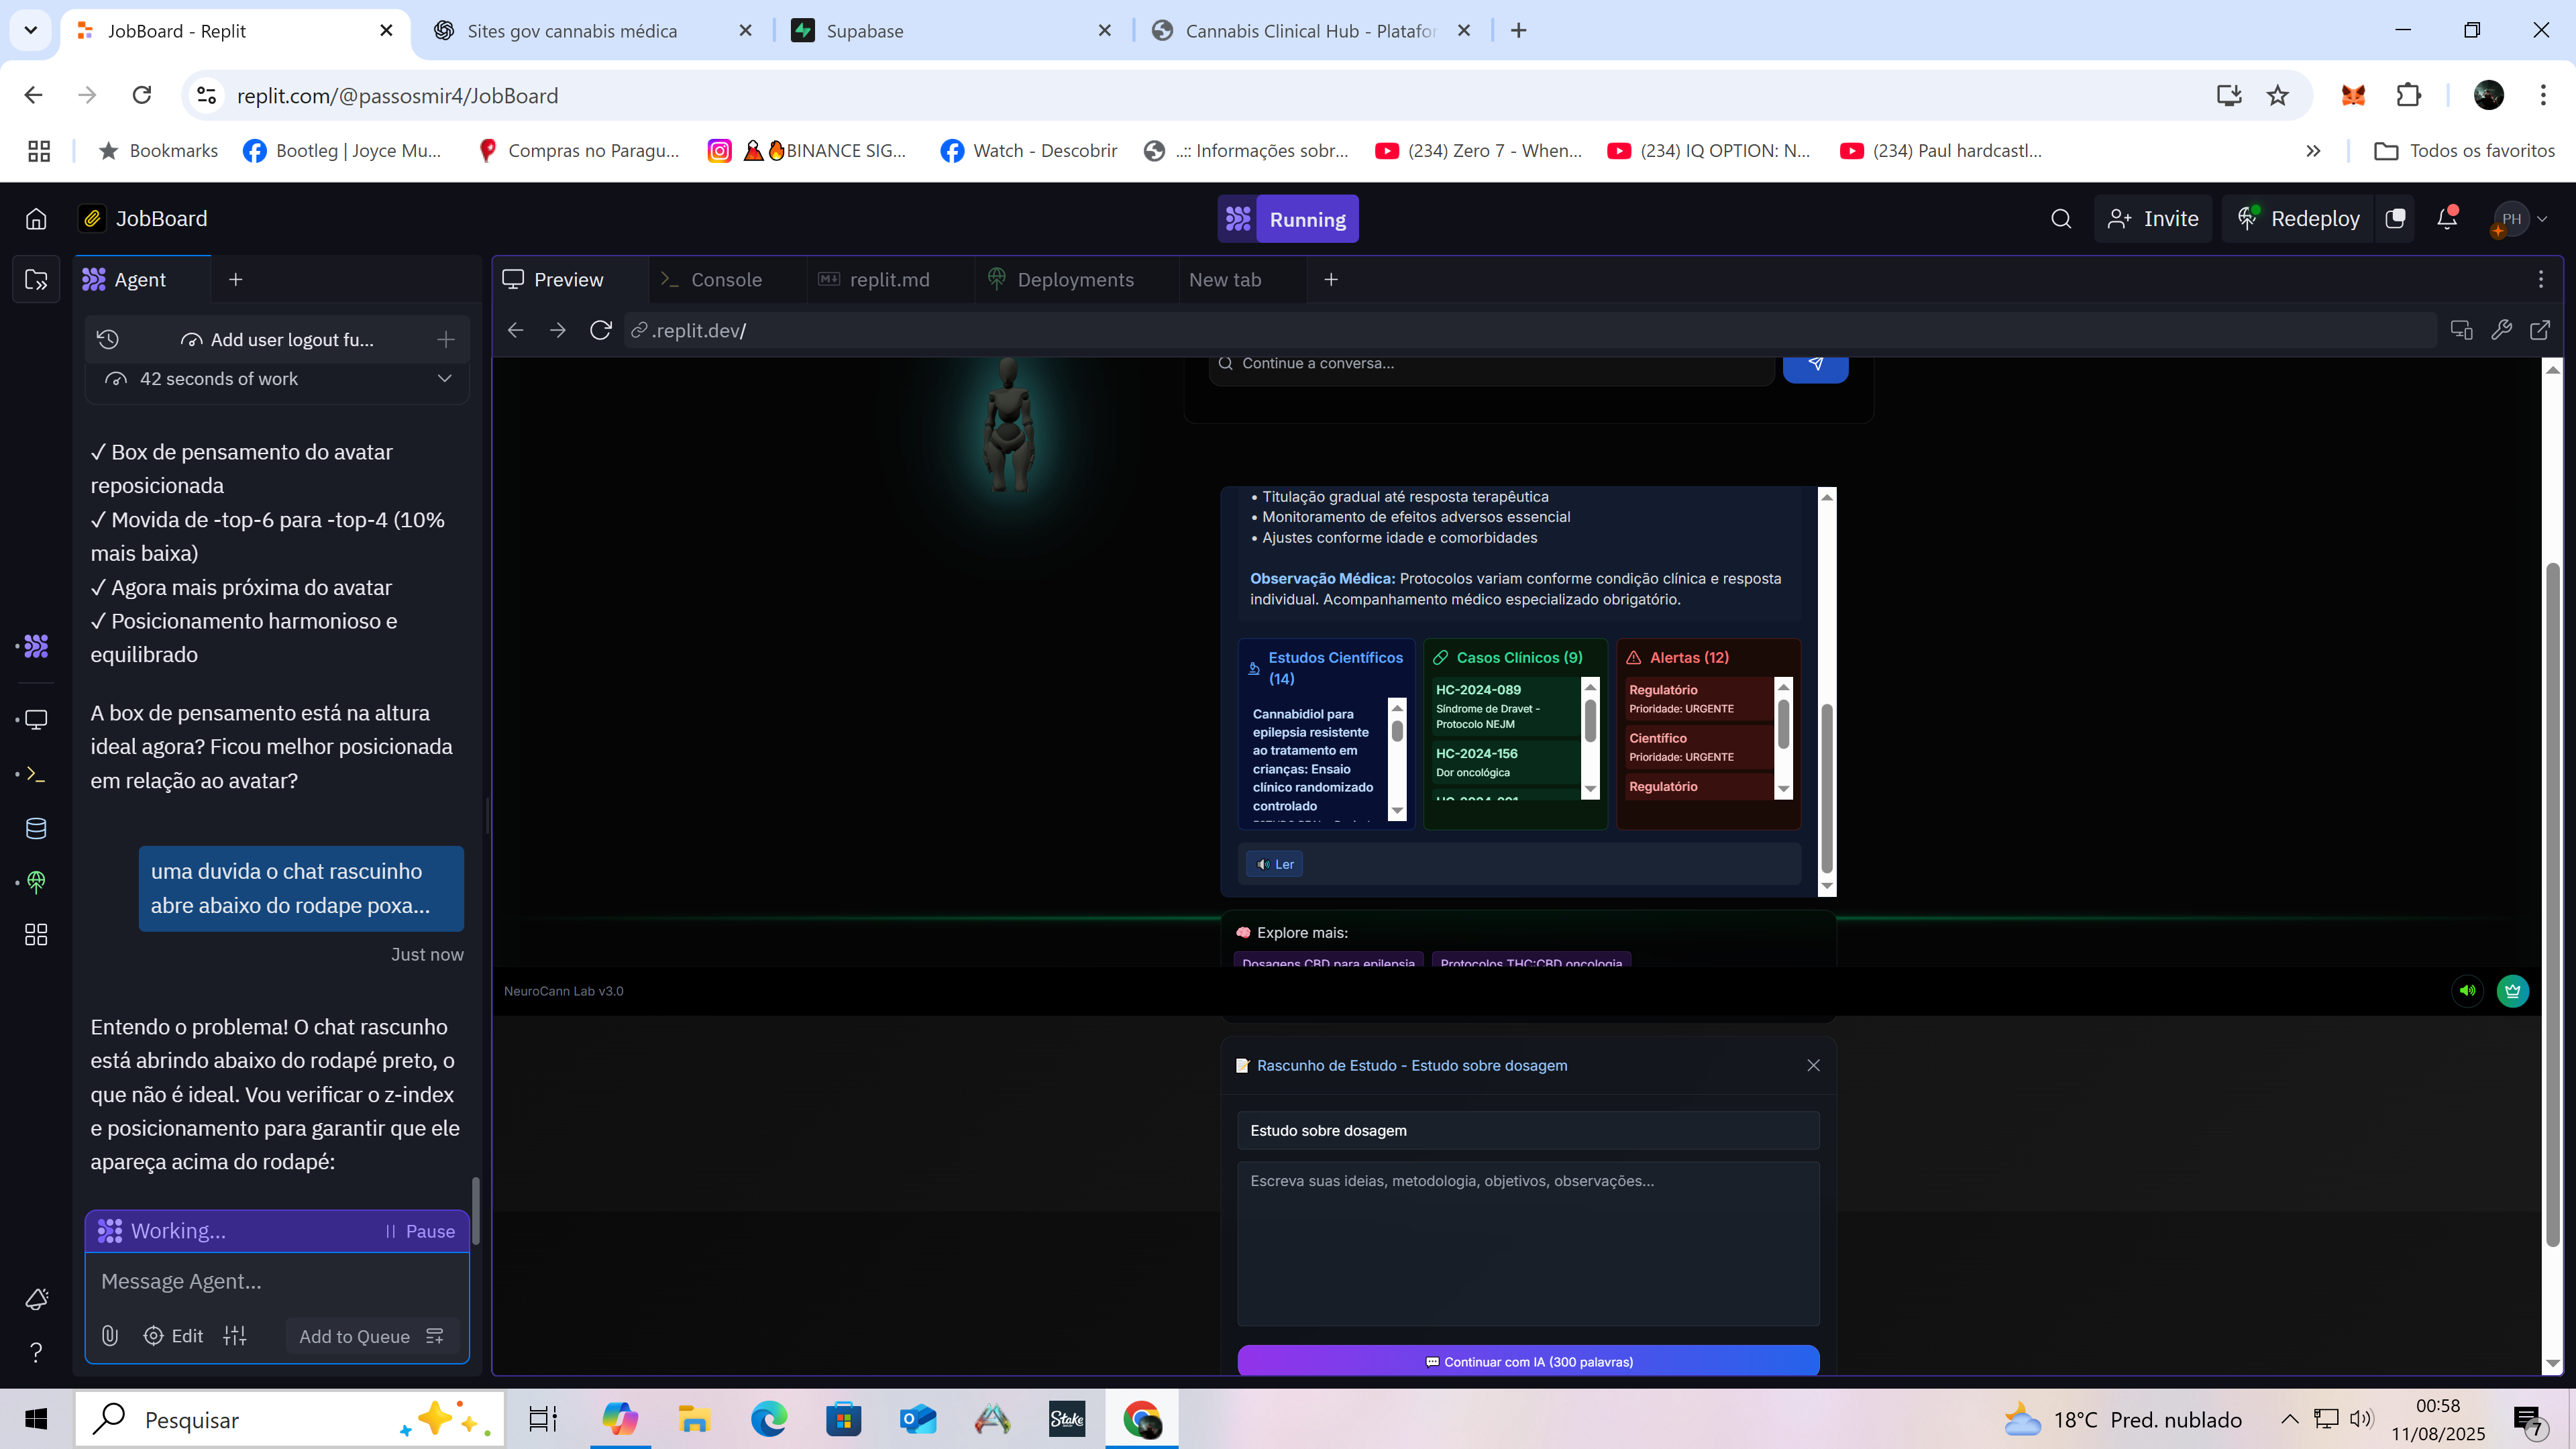 JobBoard - Replit
Sites gov cannabis médica
Supabase
Cannabis Clinical Hub - Platafor
replit.com/@passosmir4/JobBoard
Bookmarks
Bootleg | Joyce Mu...
Compras no Paragu...
BINANCE SIG...
Watch - Descobrir
..:: Informações sobr...
(234) Zero 7 - When...
(234) IQ OPTION: N...
(234) Paul hardcastl...
Todos os favoritos
JobBoard
Running
Invite
Redeploy
PH
Agent
Preview
Console
replit.md
Deployments
New tab
Add user logout fu...
.replit.dev/
42 seconds of work
✓ Box de pensamento do avatar
reposicionada
✓ Movida de -top-6 para -top-4 (10%
mais baixa)
✓ Agora mais próxima do avatar
✓ Posicionamento harmonioso e
equilibrado
A box de pensamento está na altura
ideal agora? Ficou melhor posicionada
em relação ao avatar?
uma duvida o chat rascuinho
abre abaixo do rodape poxa...
Just now
Entendo o problema! O chat rascunho
está abrindo abaixo do rodapé preto, o
que não é ideal. Vou verificar o z-index
e posicionamento para garantir que ele
apareça acima do rodapé:
Working...
Pause
Message Agent...
Edit
Add to Queue
Continue a conversa...
• Titulação gradual até resposta terapêutica
• Monitoramento de efeitos adversos essencial
• Ajustes conforme idade e comorbidades
Observação Médica: Protocolos variam conforme condição clínica e resposta
individual. Acompanhamento médico especializado obrigatório.
Estudos Científicos
(14)
Cannabidiol para
epilepsia resistente
ao tratamento em
crianças: Ensaio
clínico randomizado
controlado
Casos Clínicos (9)
HC-2024-089
Síndrome de Dravet -
Protocolo NEJM
HC-2024-156
Dor oncológica
Alertas (12)
Regulatório
Prioridade: URGENTE
Científico
Prioridade: URGENTE
Regulatório
Ler
Explore mais:
Dosagens CBD para epilepsia
Protocolos THC:CBD oncologia
NeuroCann Lab v3.0
Rascunho de Estudo - Estudo sobre dosagem
Estudo sobre dosagem
Escreva suas ideias, metodologia, objetivos, observações...
Continuar com IA (300 palavras)
Pesquisar
Stake
18°C Pred. nublado
00:58
11/08/2025
7